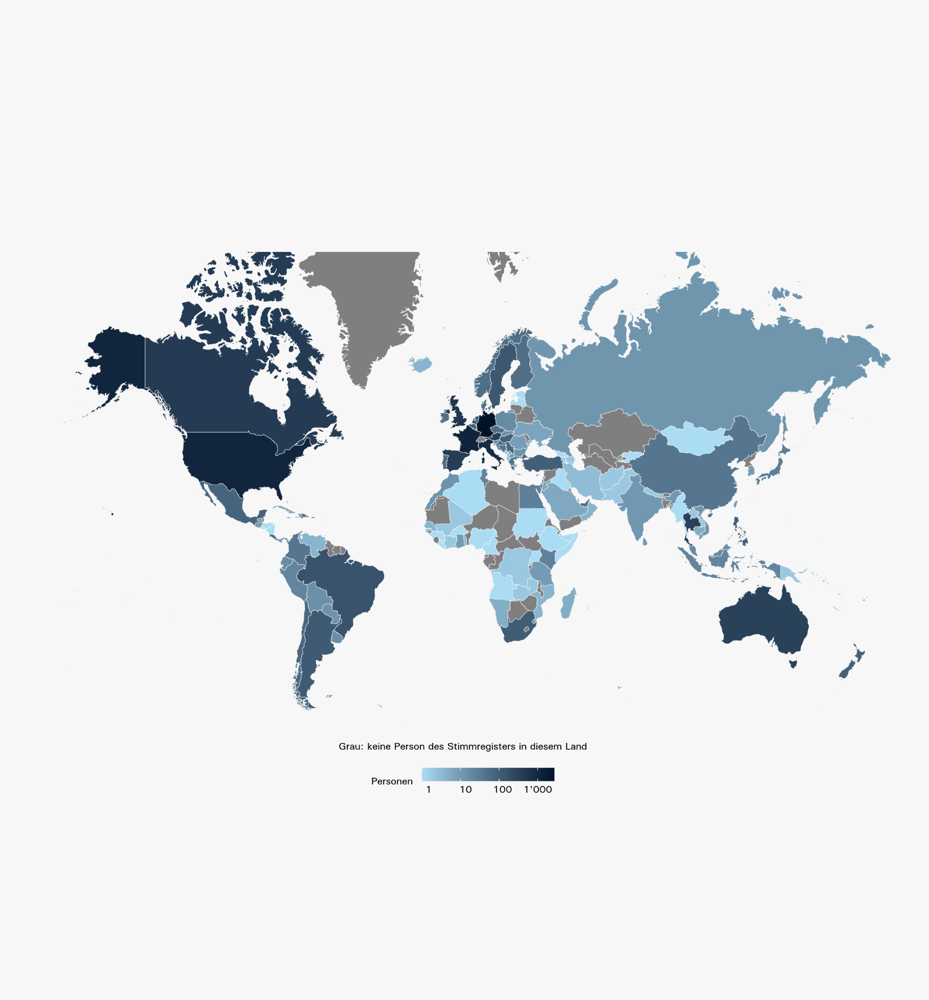 Grau: keine Person des Stimmregisters in diesem Land
Personen
1 10 100 1'000